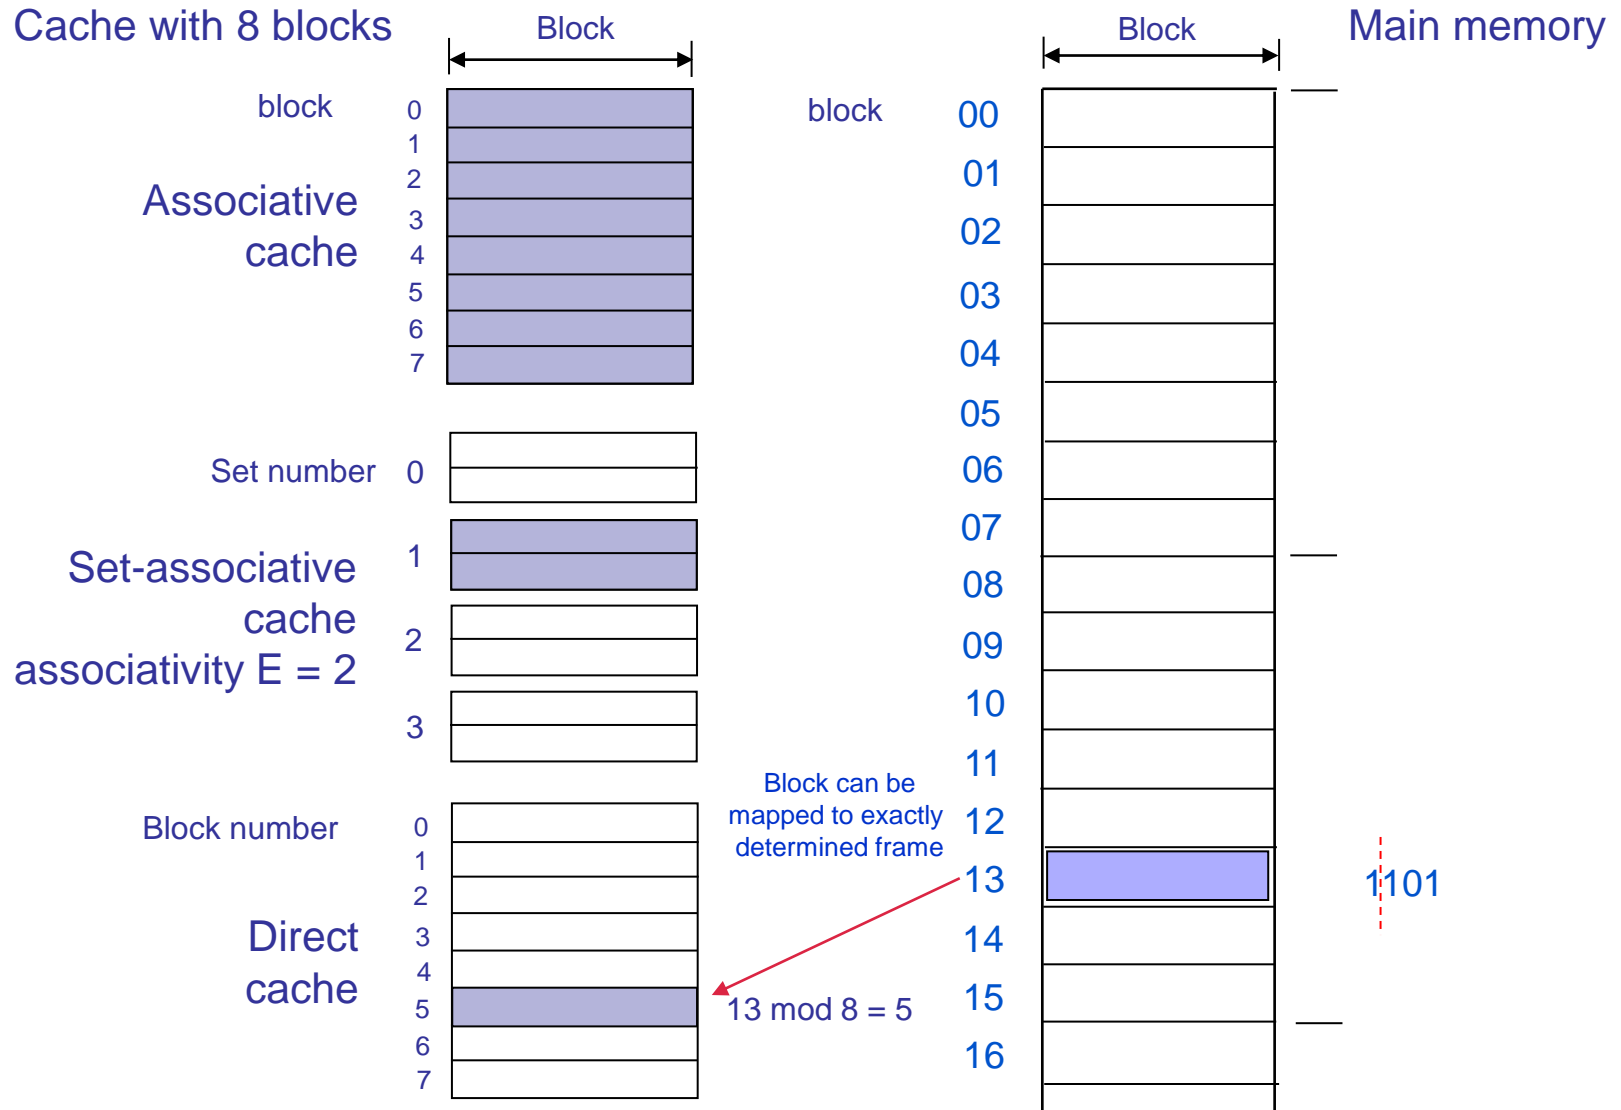 Cache with 8 blocks
Block
Block
Main memory
block
0
1
2
3
4
5
6
7
Associative
cache
Set number
0
1
2
3
Set-associative
cache
associativity E = 2
Block number
0
1
2
3
4
5
6
7
Direct
cache
13 mod 8 = 5
Block can be
mapped to exactly
determined frame
block
00
01
02
03
04
05
06
07
08
09
10
11
12
13
14
15
16
1101